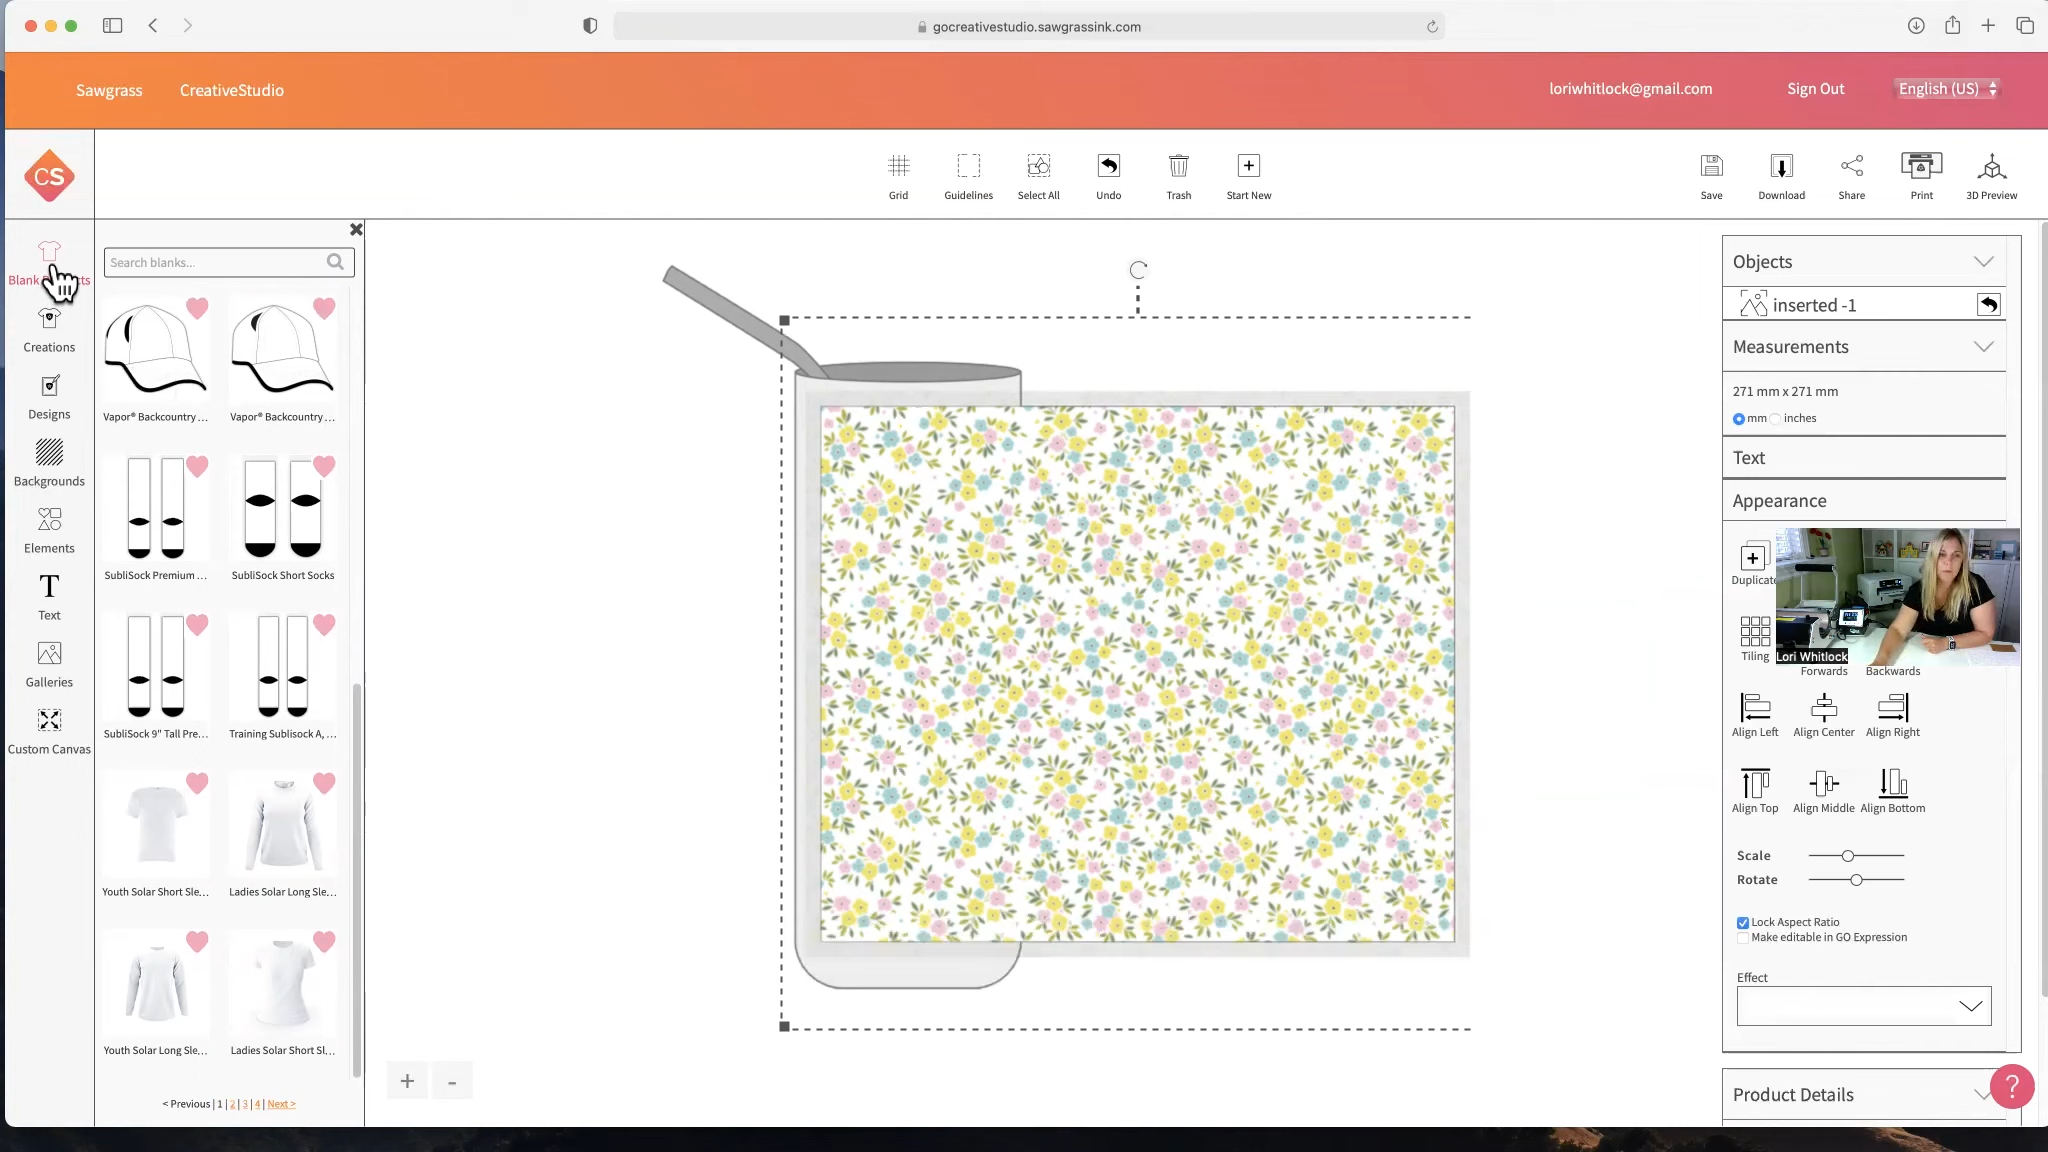 gocreativestudio.sawgrassink.com
Sawgrass
CreativeStudio
loriwhitlock@gmail.com
Sign Out
English (US)
CS
Grid
Guidelines
Select All
Undo
Trash
Start New
Save
Download
Share
Print
3D Preview
Blank
Creations
Designs
Backgrounds
Elements
Text
Galleries
Custom Canvas
Search blanks...
Vapor® Backcountry ...
Vapor® Backcountry ...
SubliSock Premium ...
SubliSock Short Socks
SubliSock 9" Tall Pre...
Training Sublisock A, ...
Youth Solar Short Sle...
Ladies Solar Long Sle...
Youth Solar Long Sle...
Ladies Solar Short Sl...
< Previous | 1 | 2 | 3 | 4 | Next >
+
-
Objects
inserted -1
Measurements
271 mm x 271 mm
mm
inches
Text
Appearance
Duplicate
Tiling
Lori Whitlock
Forwards
Backwards
Align Left
Align Center
Align Right
Align Top
Align Middle
Align Bottom
Scale
Rotate
Lock Aspect Ratio
Make editable in GO Expression
Effect
Product Details
?